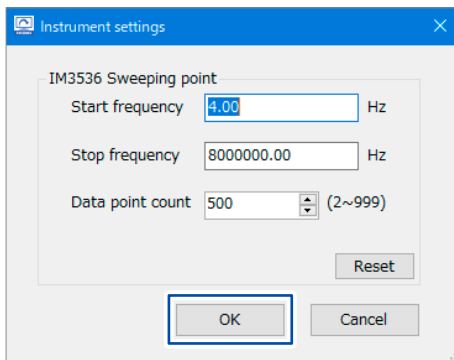 Instrument settings
IM3536 Sweeping point
Start frequency 4.00 Hz
Stop frequency 8000000.00 Hz
Data point count 500 (2~999)
Reset
OK Cancel